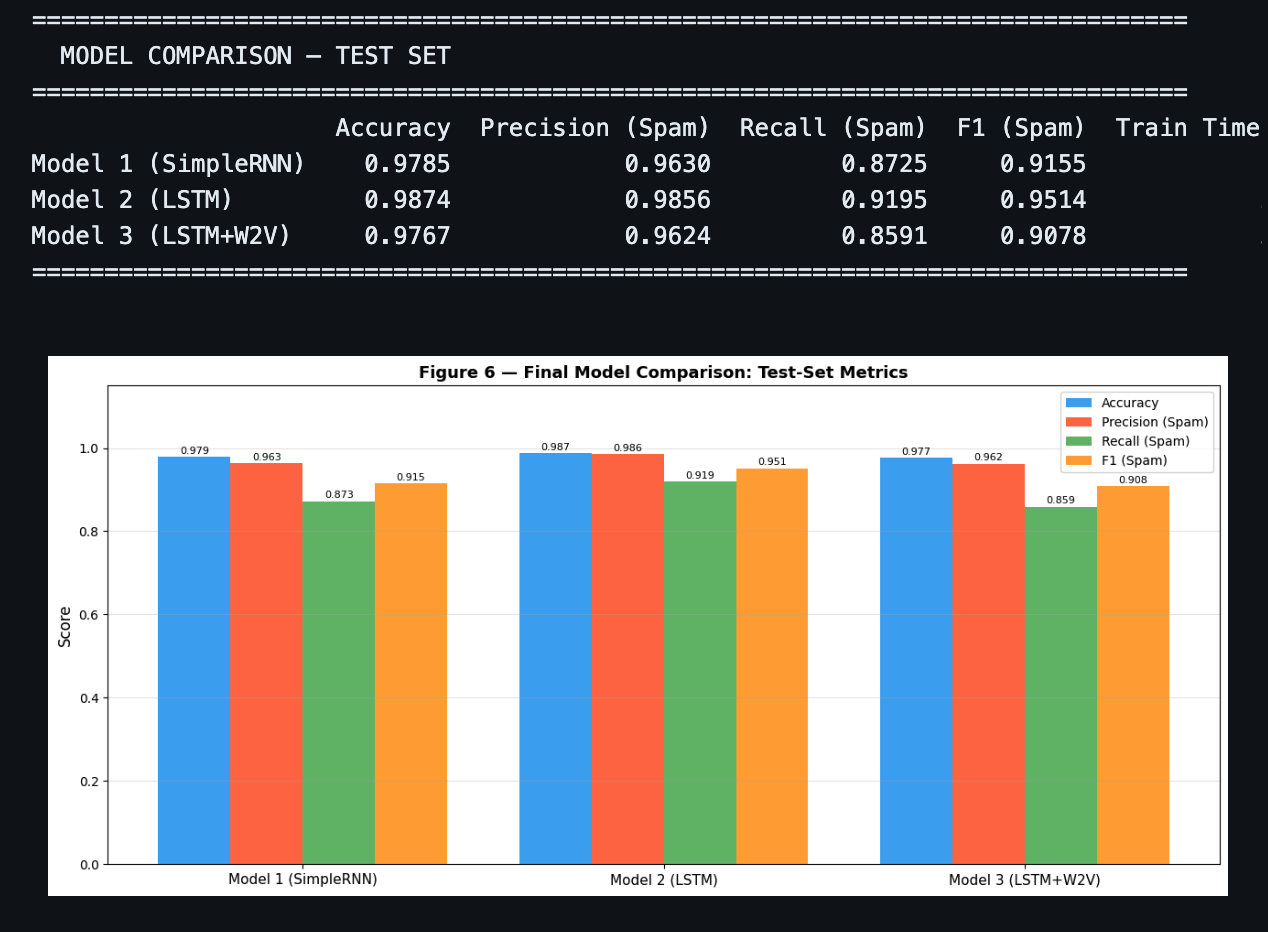 ================================================================================
MODEL COMPARISON — TEST SET
================================================================================
Accuracy Precision (Spam) Recall (Spam) F1 (Spam) Train Time
Model 1 (SimpleRNN) 0.9785 0.9630 0.8725 0.9155
Model 2 (LSTM) 0.9874 0.9856 0.9195 0.9514
Model 3 (LSTM+W2V) 0.9767 0.9624 0.8591 0.9078
================================================================================
Figure 6 — Final Model Comparison: Test-Set Metrics
Accuracy
Precision (Spam)
Recall (Spam)
F1 (Spam)
Score
1.0
0.8
0.6
0.4
0.2
0.0
0.979 0.963 0.873 0.915
0.987 0.986 0.919 0.951
0.977 0.962 0.859 0.908
Model 1 (SimpleRNN) Model 2 (LSTM) Model 3 (LSTM+W2V)